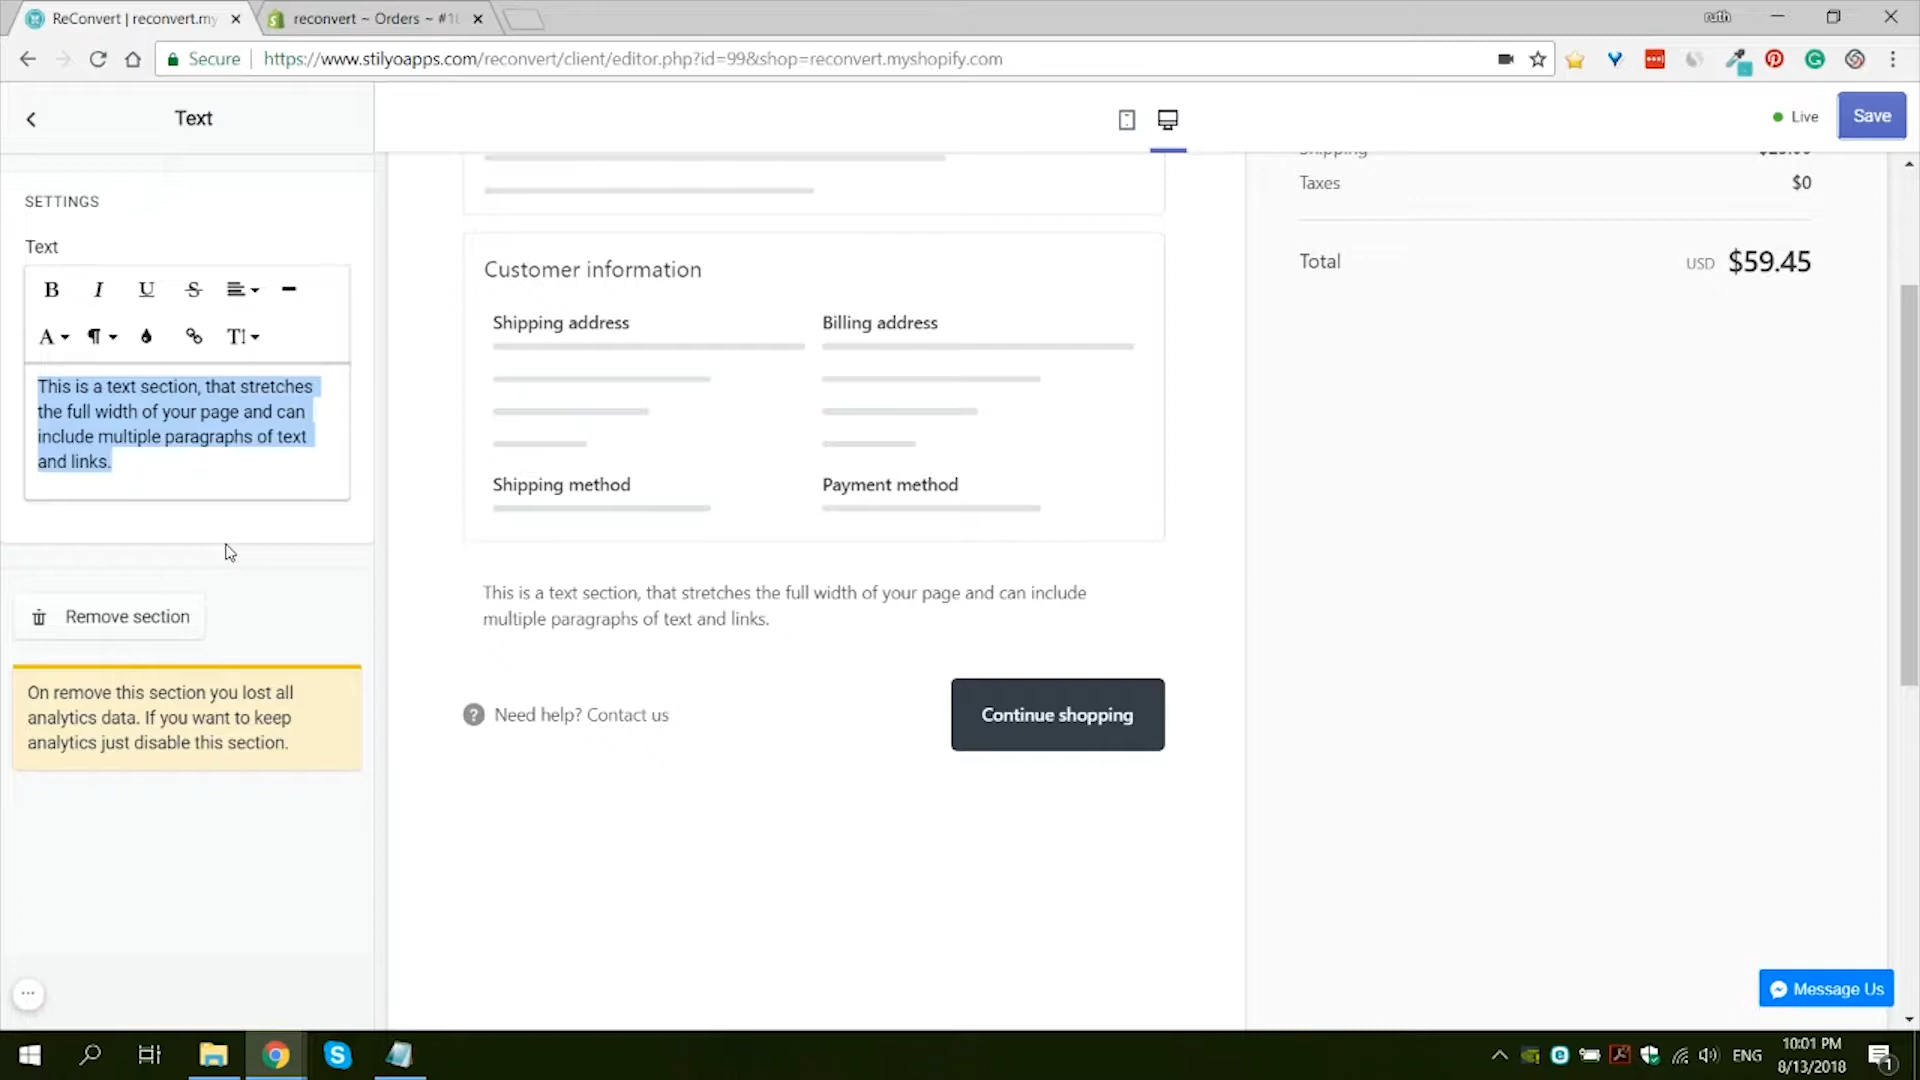 ReConvert | reconvert.my
reconvert ~ Orders ~ #1
ruth
Secure
https://www.stilyoapps.com/reconvert/client/editor.php?id=99&shop=reconvert.myshopify.com
Text
Live
Save
SETTINGS
Text
B I U S
A ¶ T!
This is a text section, that stretches
the full width of your page and can
include multiple paragraphs of text
and links.
Remove section
On remove this section you lost all
analytics data. If you want to keep
analytics just disable this section.
Customer information
Shipping address
Billing address
Shipping method
Payment method
This is a text section, that stretches the full width of your page and can include
multiple paragraphs of text and links.
? Need help? Contact us
Continue shopping
Shipping
Taxes $0
Total USD $59.45
Message Us
ENG
10:01 PM
8/13/2018
1